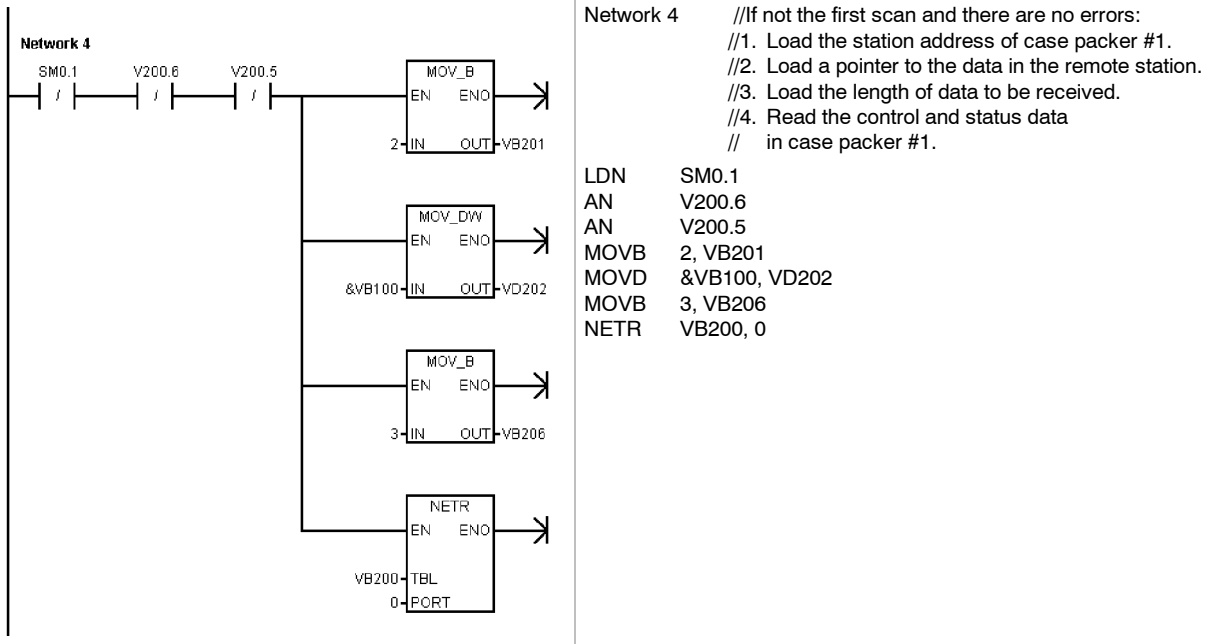 Network 4
SM0.1 V200.6 V200.5
/ / /
MOV_B
EN ENO
2 IN OUT VB201
MOV_DW
EN ENO
&VB100 IN OUT VD202
MOV_B
EN ENO
3 IN OUT VB206
NETR
EN ENO
VB200 TBL
0 PORT
Network 4 //If not the first scan and there are no errors:
//1. Load the station address of case packer #1.
//2. Load a pointer to the data in the remote station.
//3. Load the length of data to be received.
//4. Read the control and status data
// in case packer #1.
LDN SM0.1
AN V200.6
AN V200.5
MOVB 2, VB201
MOVD &VB100, VD202
MOVB 3, VB206
NETR VB200, 0